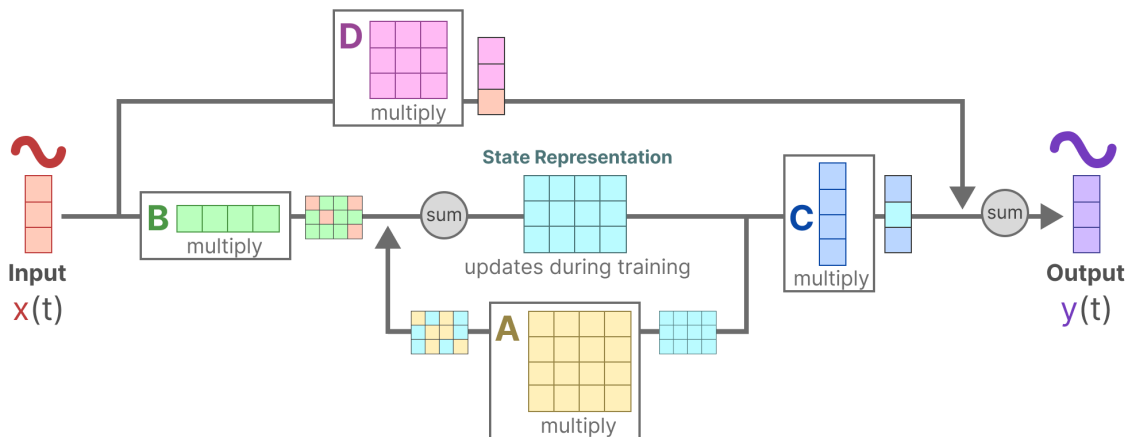 D
multiply
State Representation
B
multiply
sum
updates during training
C
multiply
sum
Input
x(t)
Output
y(t)
A
multiply